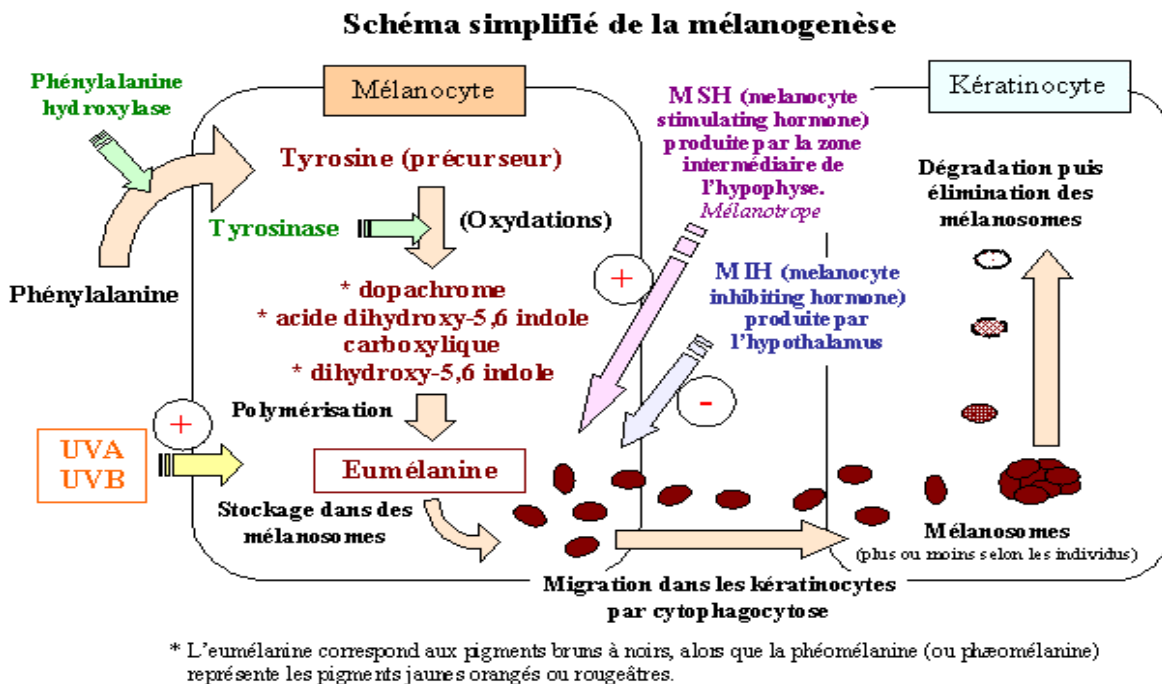 Schéma simplifié de la mélanogenèse
Phénylalanine
hydroxylase
Mélanocyte
MSH (melanocyte
stimulating hormone)
produite par la zone
intermédiaire de
l'hypophyse.
Mélanotrope
Kératinocyte
Tyrosine (précurseur)
Dégradation puis
élimination des
mélanosomes
Tyrosinase
(Oxydations)
Phénylalanine
+
MIH (melanocyte
inhibiting hormone)
produite par
l'hypothalamus
* dopachrome
* acide dihydroxy-5,6 indole
carboxylique
* dihydroxy-5,6 indole
-
Polymérisation
+
UVA
UVB
Eumélanine
Stockage dans des
mélanosomes
Mélanosomes
(plus ou moins selon les individus)
Migration dans les kératinocytes
par cytophagocytose
* L'eumélanine correspond aux pigments bruns à noirs, alors que la phéomélanine (ou phæomélanine)
représente les pigments jaunes orangés ou rougeâtres.